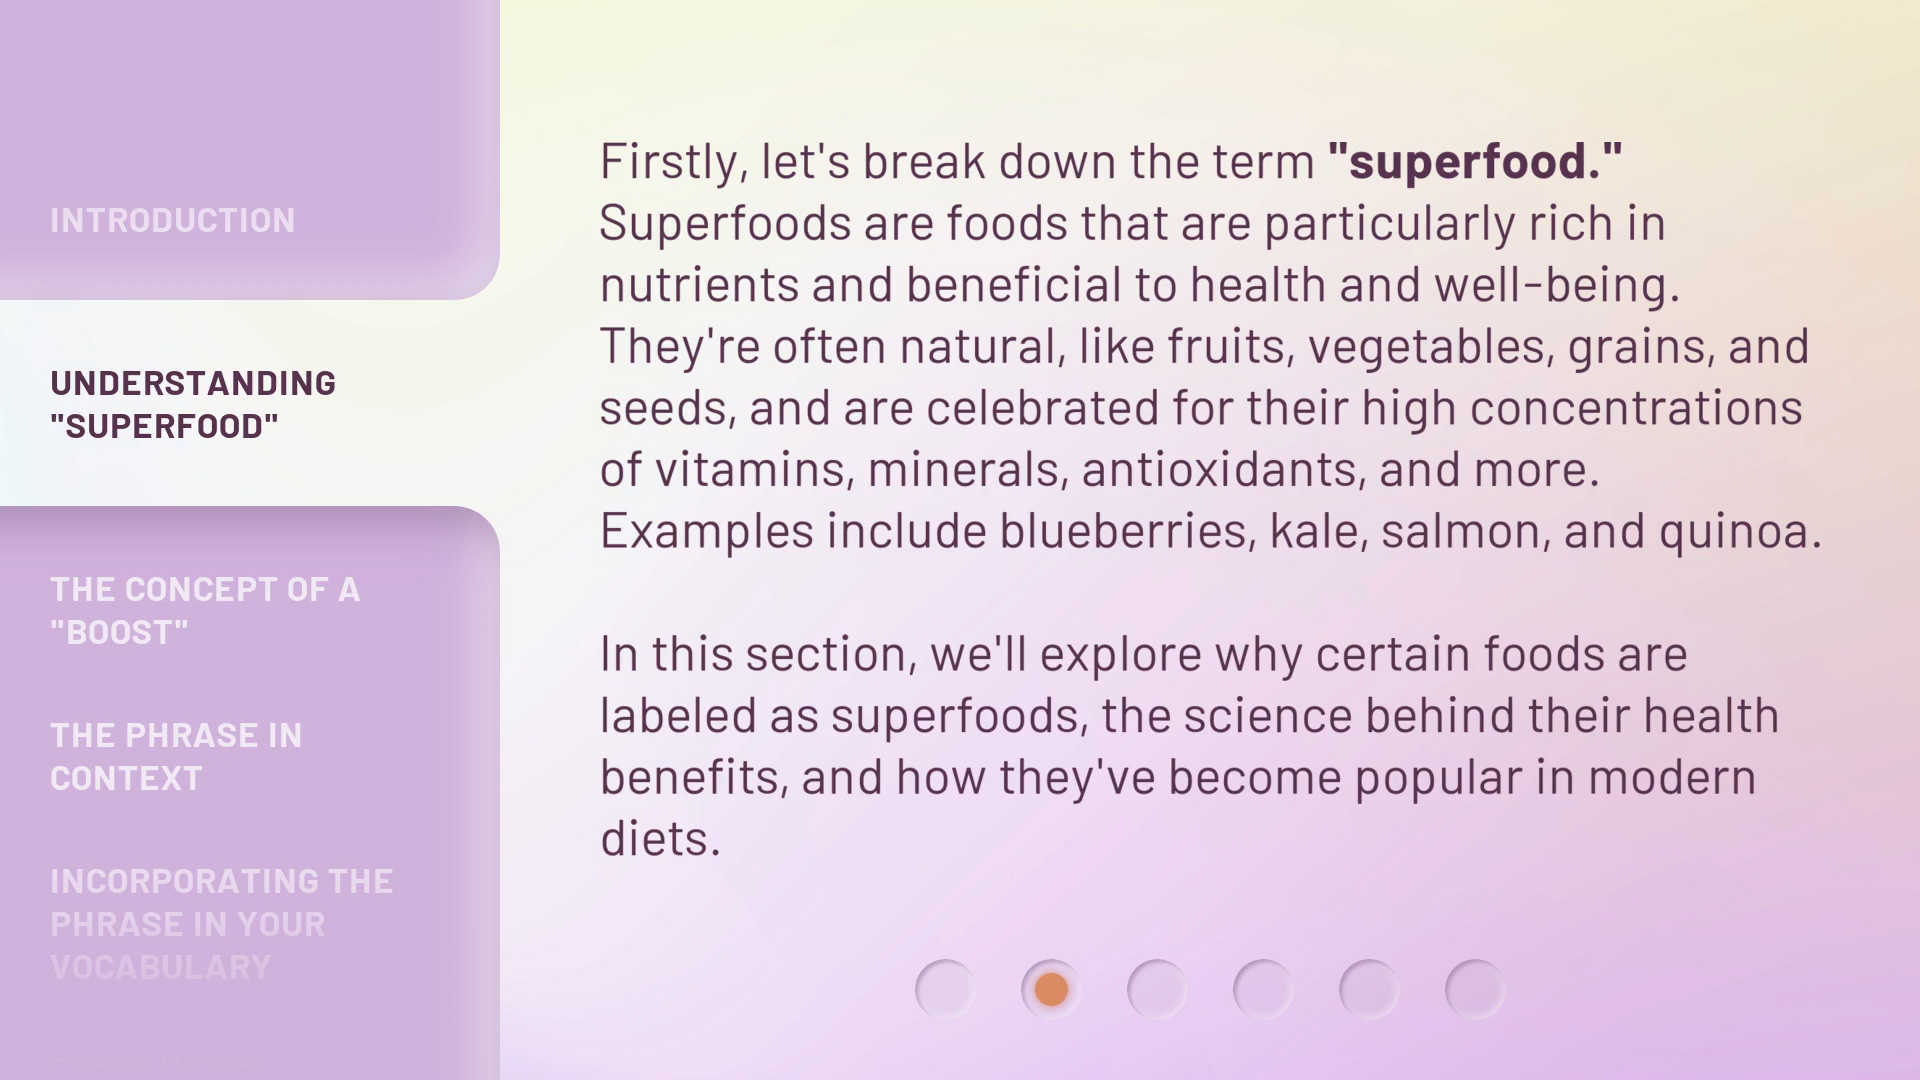 INTRODUCTION
UNDERSTANDING
"SUPERFOOD"
THE CONCEPT OF A
"BOOST"
THE PHRASE IN
CONTEXT
INCORPORATING THE
PHRASE IN YOUR
VOCABULARY
CONCLUSION
Firstly, let's break down the term "superfood."
Superfoods are foods that are particularly rich in
nutrients and beneficial to health and well-being.
They're often natural, like fruits, vegetables, grains, and
seeds, and are celebrated for their high concentrations
of vitamins, minerals, antioxidants, and more.
Examples include blueberries, kale, salmon, and quinoa.
In this section, we'll explore why certain foods are
labeled as superfoods, the science behind their health
benefits, and how they've become popular in modern
diets.